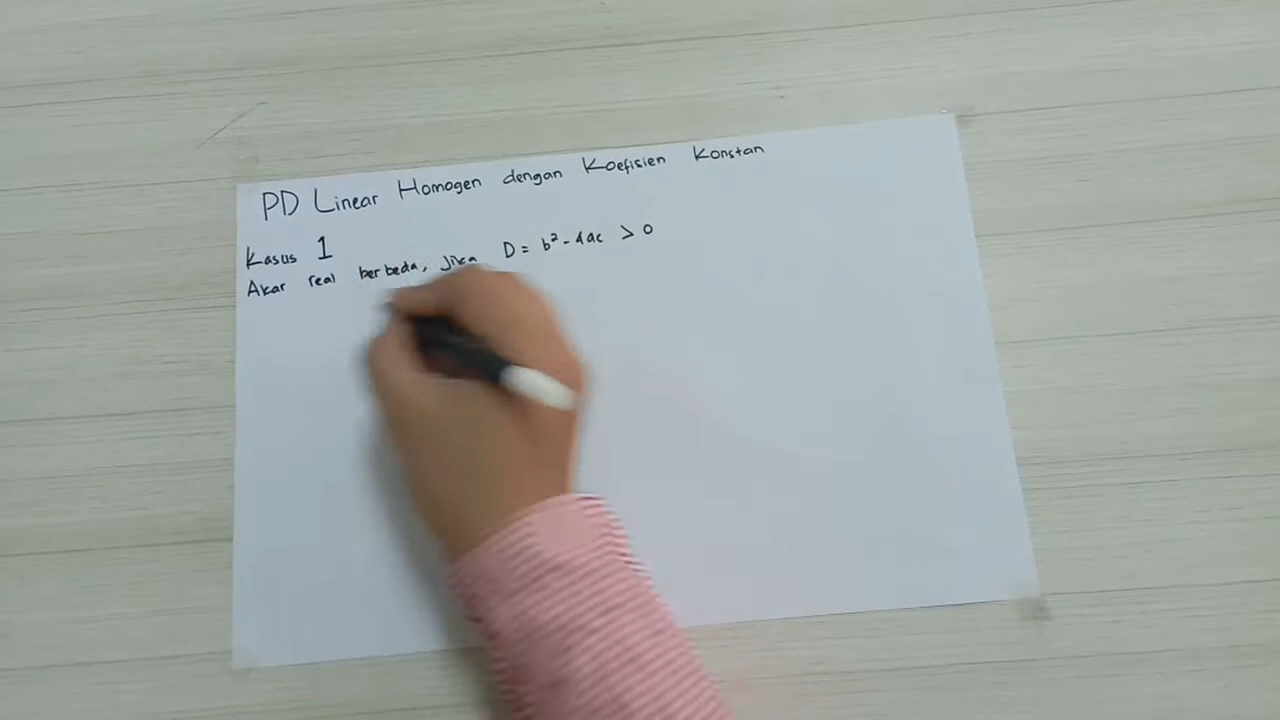 PD Linear Homogen dengan Koefisien Konstan
Kasus 1
Akar real berbeda, jika D = b² - 4ac > 0